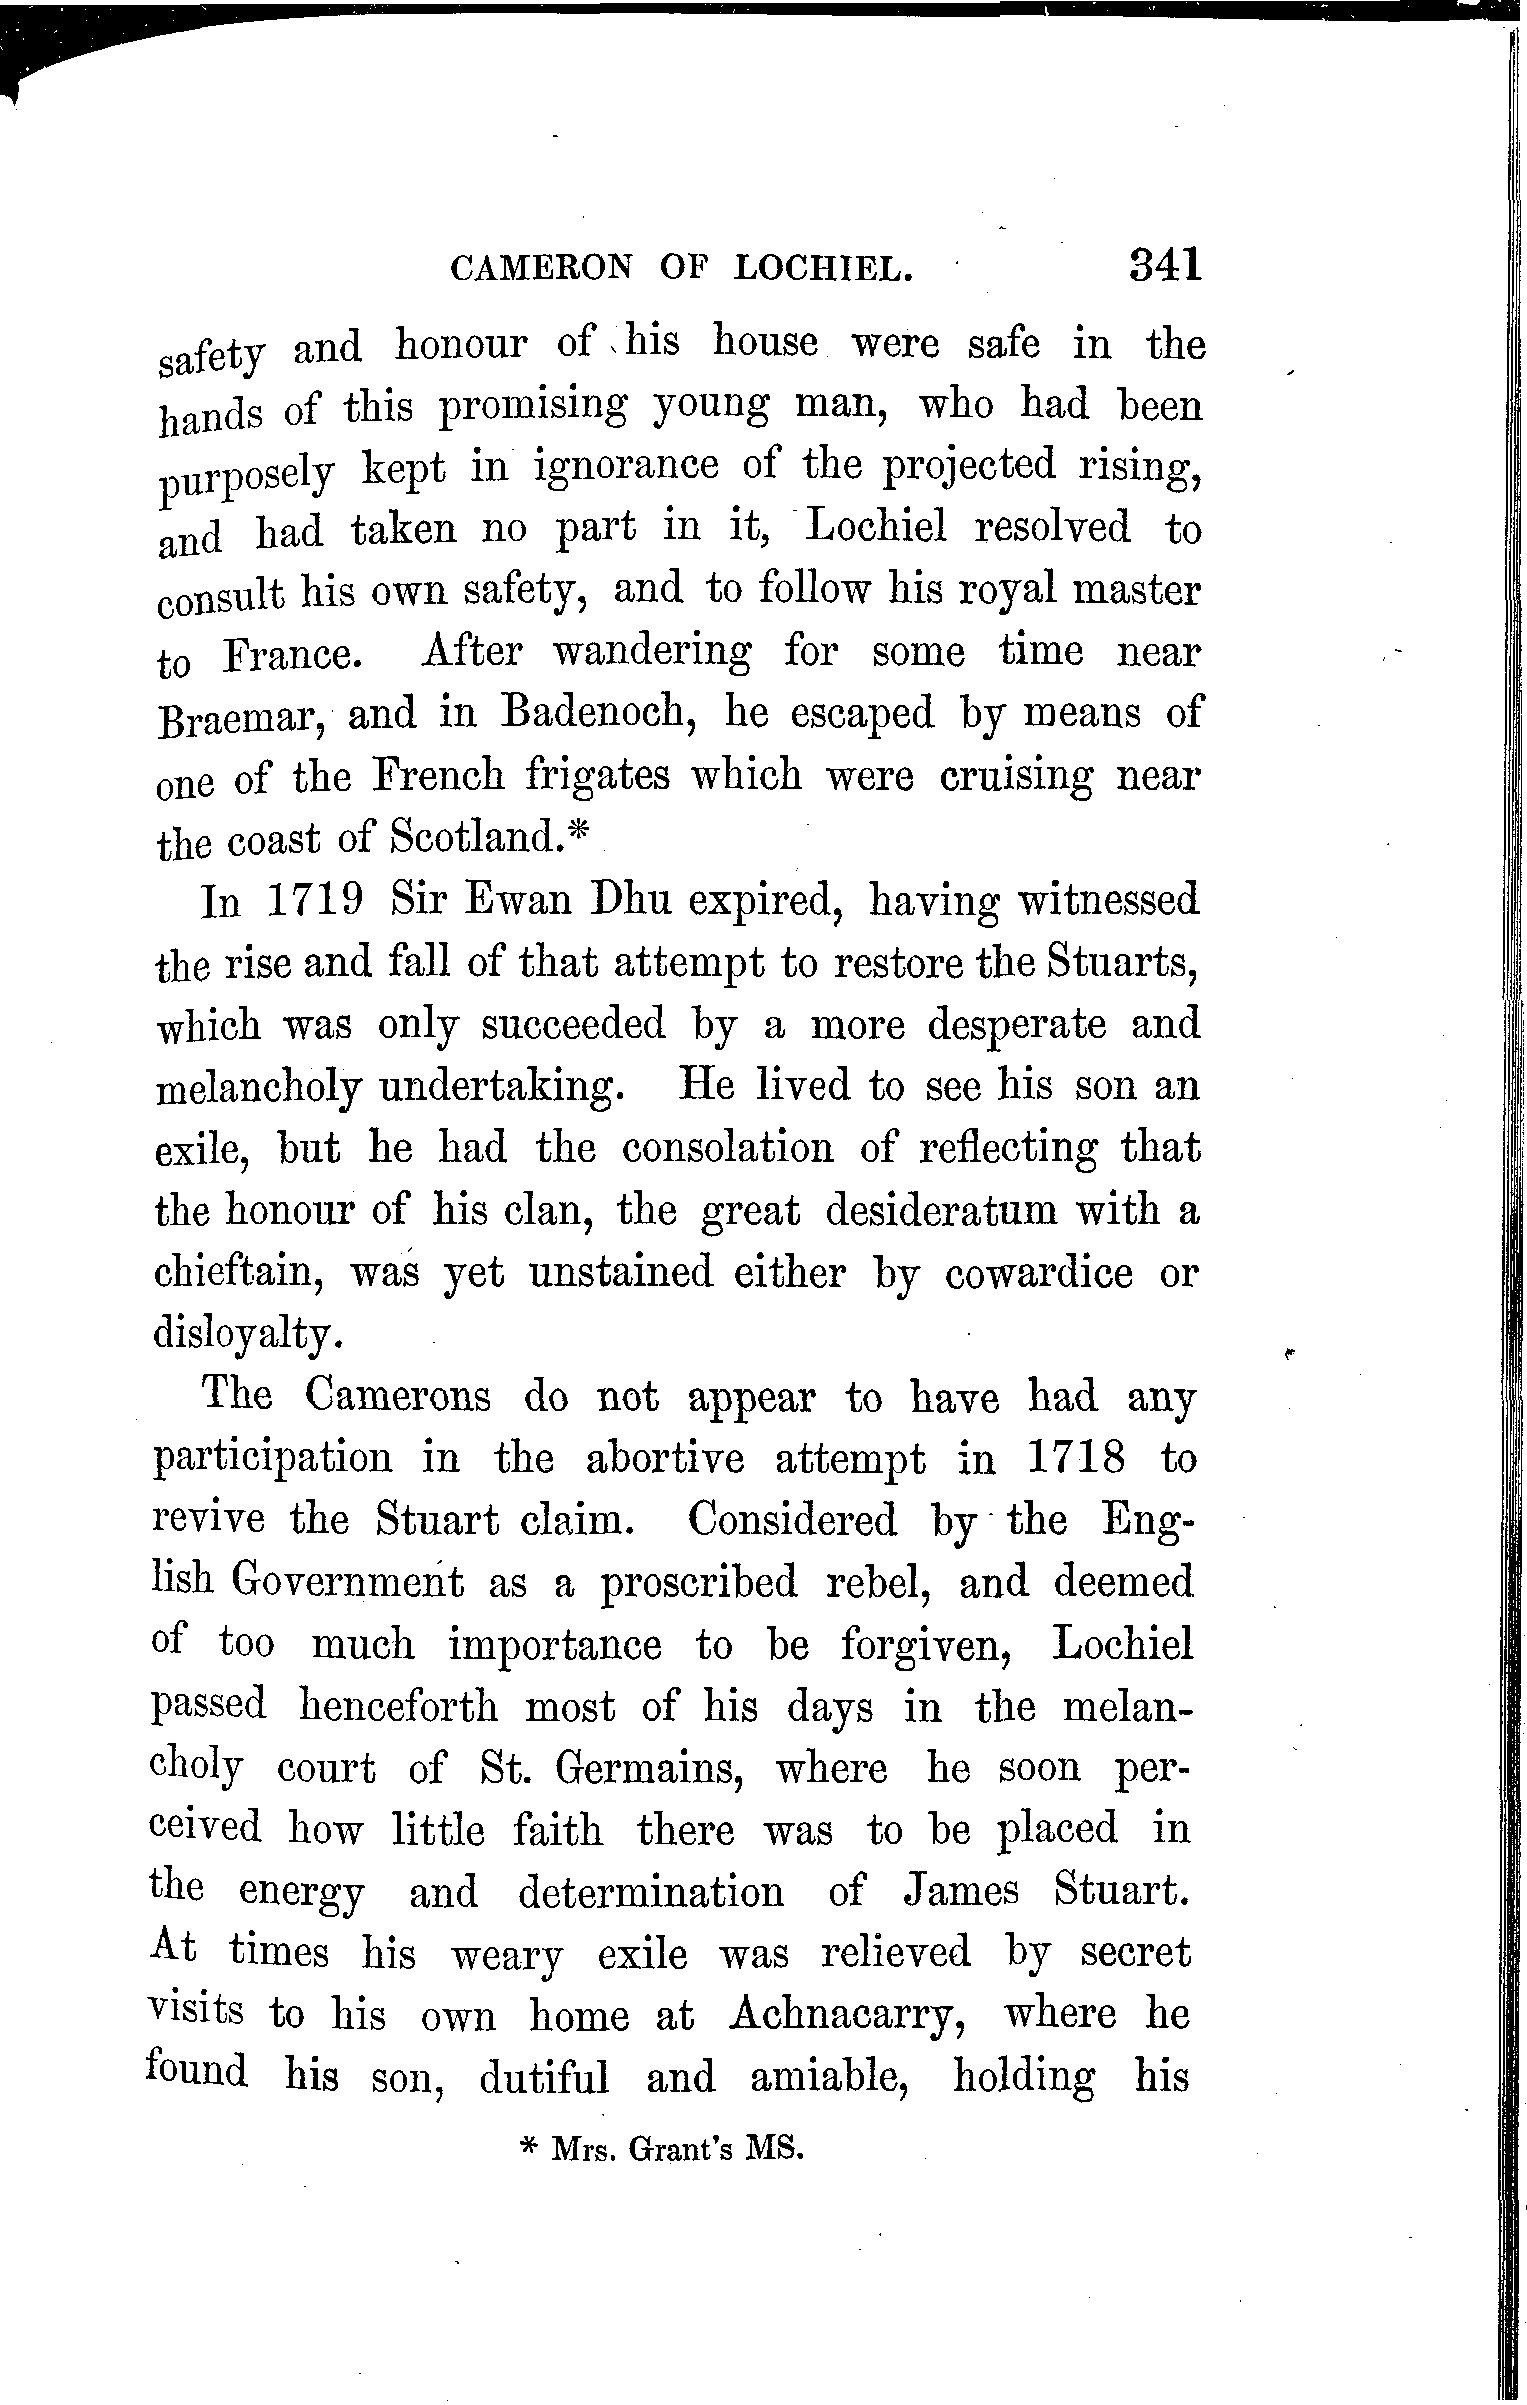 CAMERON OF LOCHIEL. 341
safety and honour of his house were safe in the
hands of this promising young man, who had been
purposely kept in ignorance of the projected rising,
and had taken no part in it, Lochiel resolved to
consult his own safety, and to follow his royal master
to France. After wandering for some time near
Braemar, and in Badenoch, he escaped by means of
one of the French frigates which were cruising near
the coast of Scotland.*
In 1719 Sir Ewan Dhu expired, having witnessed
the rise and fall of that attempt to restore the Stuarts,
which was only succeeded by a more desperate and
melancholy undertaking. He lived to see his son an
exile, but he had the consolation of reflecting that
the honour of his clan, the great desideratum with a
chieftain, was yet unstained either by cowardice or
disloyalty.
The Camerons do not appear to have had any
participation in the abortive attempt in 1718 to
revive the Stuart claim. Considered by the Eng-
lish Government as a proscribed rebel, and deemed
of too much importance to be forgiven, Lochiel
passed henceforth most of his days in the melan-
choly court of St. Germains, where he soon per-
ceived how little faith there was to be placed in
the energy and determination of James Stuart.
At times his weary exile was relieved by secret
visits to his own home at Achnacarry, where he
found his son, dutiful and amiable, holding his
* Mrs. Grant's MS.